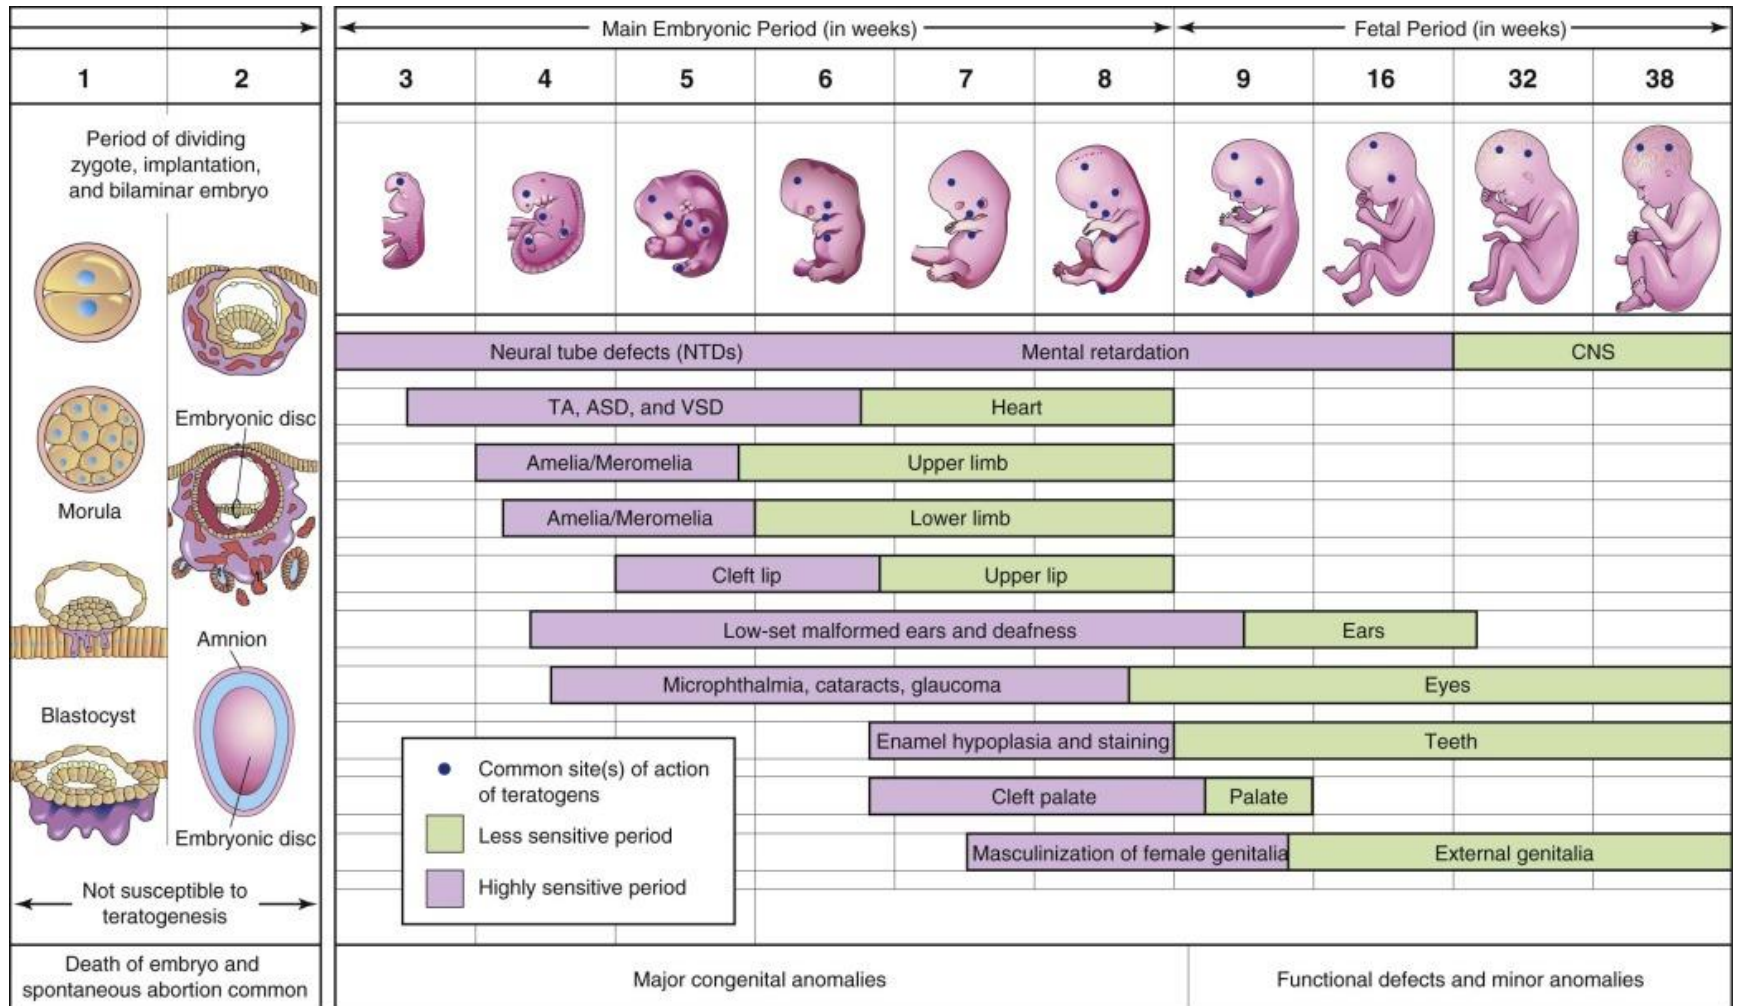 Main Embryonic Period (in weeks)
Fetal Period (in weeks)
1
2
3
4
5
6
7
8
9
16
32
38
Period of dividing
zygote, implantation,
and bilaminar embryo
Embryonic disc
Morula
Amnion
Blastocyst
Embryonic disc
Not susceptible to
teratogenesis
Death of embryo and
spontaneous abortion common
Neural tube defects (NTDs)
Mental retardation
CNS
TA, ASD, and VSD
Heart
Amelia/Meromelia
Upper limb
Amelia/Meromelia
Lower limb
Cleft lip
Upper lip
Low-set malformed ears and deafness
Ears
Microphthalmia, cataracts, glaucoma
Eyes
Enamel hypoplasia and staining
Teeth
Cleft palate
Palate
Masculinization of female genitalia
External genitalia
Common site(s) of action
of teratogens
Less sensitive period
Highly sensitive period
Major congenital anomalies
Functional defects and minor anomalies